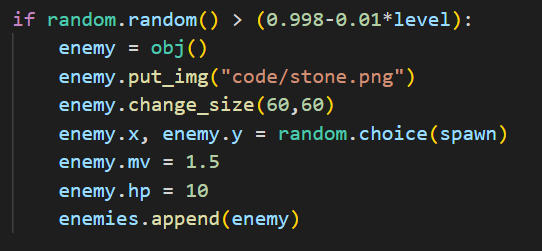 if random.random() > (0.998-0.01*level):
    enemy = obj()
    enemy.put_img("code/stone.png")
    enemy.change_size(60,60)
    enemy.x, enemy.y = random.choice(spawn)
    enemy.mv = 1.5
    enemy.hp = 10
    enemies.append(enemy)